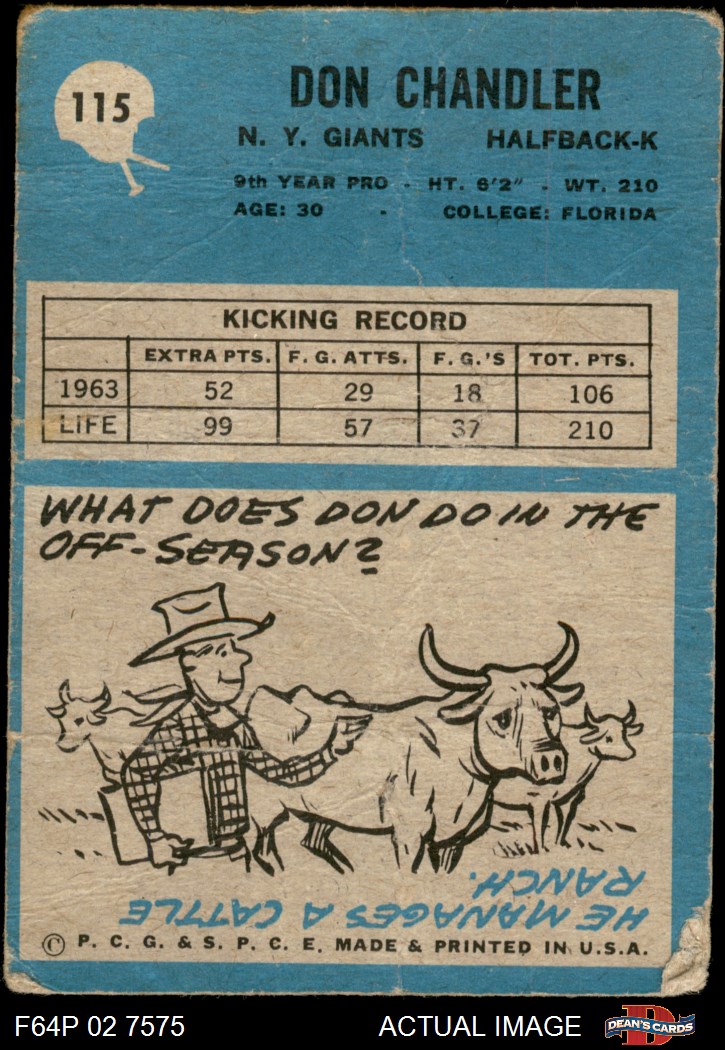 115
DON CHANDLER
N. Y. GIANTS HALFBACK-K
9th YEAR PRO - HT. 6'2" - WT. 210
AGE: 30 - COLLEGE: FLORIDA
KICKING RECORD
EXTRA PTS. F. G. ATTS. F. G.'S TOT. PTS.
1963 52 29 18 106
LIFE 99 57 37 210
WHAT DOES DON DO IN THE
OFF-SEASON?
HE MANAGES A CATTLE
RANCH.
© P. C. G. & S. P. C. E. MADE & PRINTED IN U.S.A.
F64P 02 7575 ACTUAL IMAGE
D
DEAN'S CARDS